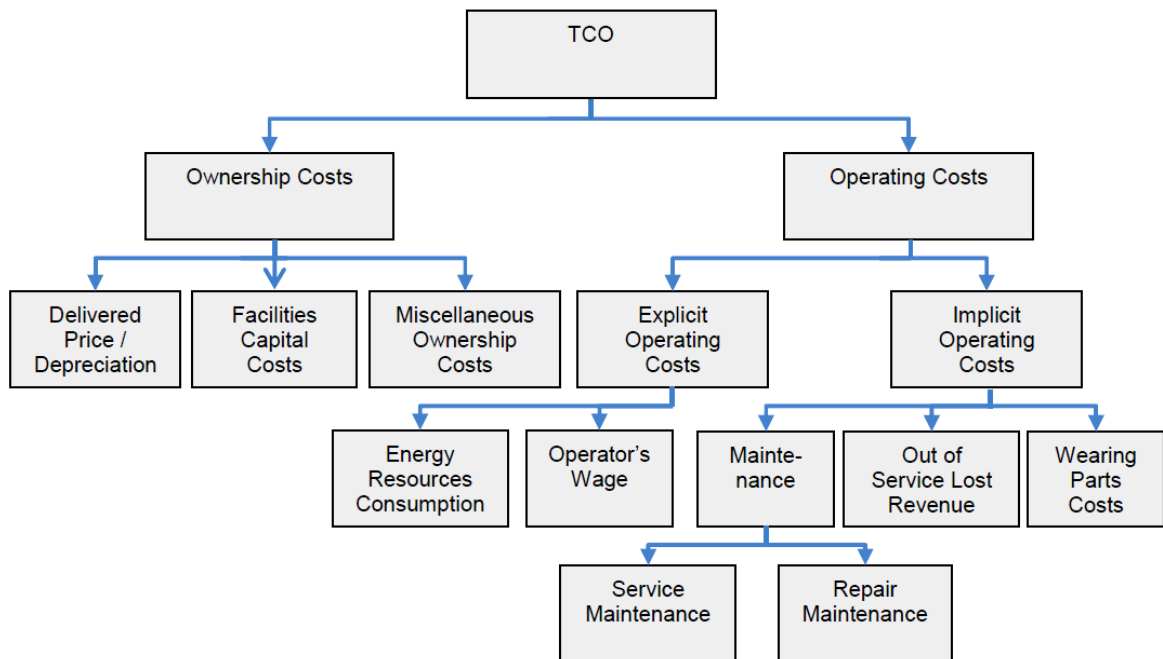 TCO
Ownership Costs
Operating Costs
Delivered
Price /
Depreciation
Facilities
Capital
Costs
Miscellaneous
Ownership
Costs
Explicit
Operating
Costs
Implicit
Operating
Costs
Energy
Resources
Consumption
Operator's
Wage
Mainte-
nance
Out of
Service Lost
Revenue
Wearing
Parts
Costs
Service
Maintenance
Repair
Maintenance